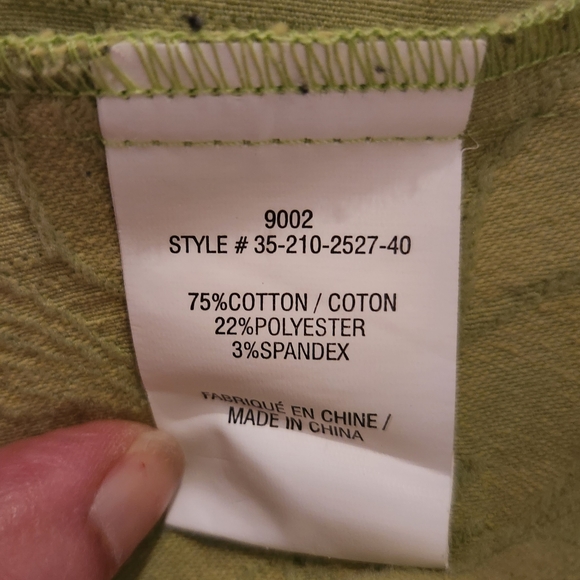 9002
STYLE # 35-210-2527-40
75%COTTON / COTON
22%POLYESTER
3%SPANDEX
FABRIQUÉ EN CHINE /
MADE IN CHINA